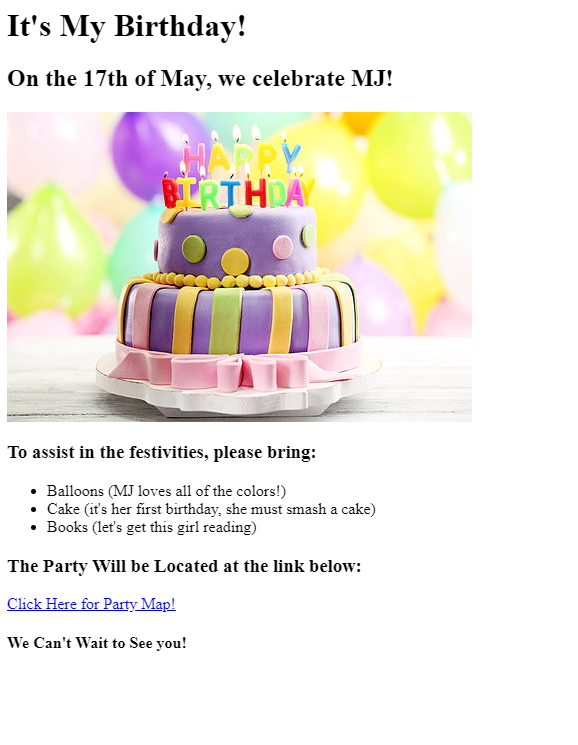 It's My Birthday!
On the 17th of May, we celebrate MJ!
HAPPY
BIRTHDAY
To assist in the festivities, please bring:
Balloons (MJ loves all of the colors!)
Cake (it's her first birthday, she must smash a cake)
Books (let's get this girl reading)
The Party Will be Located at the link below:
Click Here for Party Map!
We Can't Wait to See you!